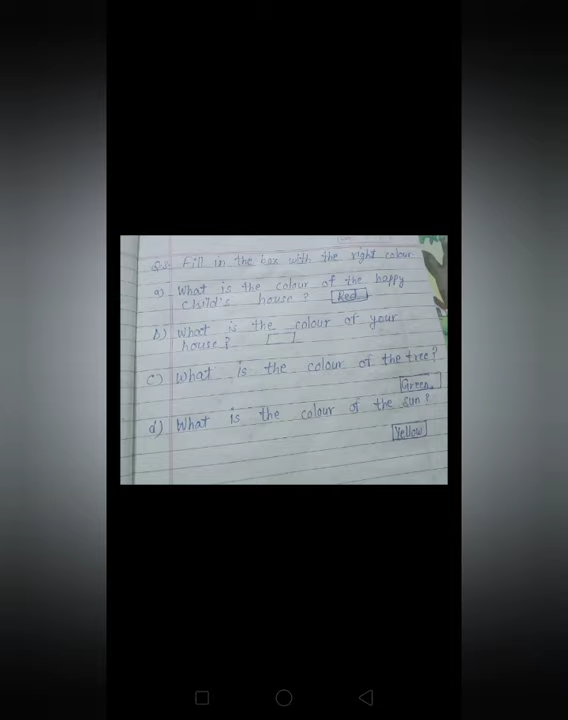 Q.3. Fill in the box with the right colour
a) What is the colour of the happy
child's house? Red
b) What is the colour of your
house?
c) What is the colour of the tree?
Green.
d) What is the colour of the sun?
Yellow